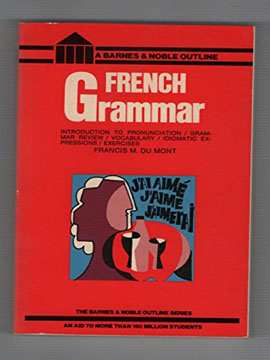 A BARNES & NOBLE OUTLINE
FRENCH
Grammar
INTRODUCTION TO PRONUNCIATION / GRAM-
MAR REVIEW / VOCABULARY / IDIOMATIC EX-
PRESSIONS / EXERCISES
FRANCIS M. DU MONT
J'AI AIMÉ
J'AIME
J'AIMERAI
THE BARNES & NOBLE OUTLINE SERIES
AN AID TO MORE THAN 100 MILLION STUDENTS